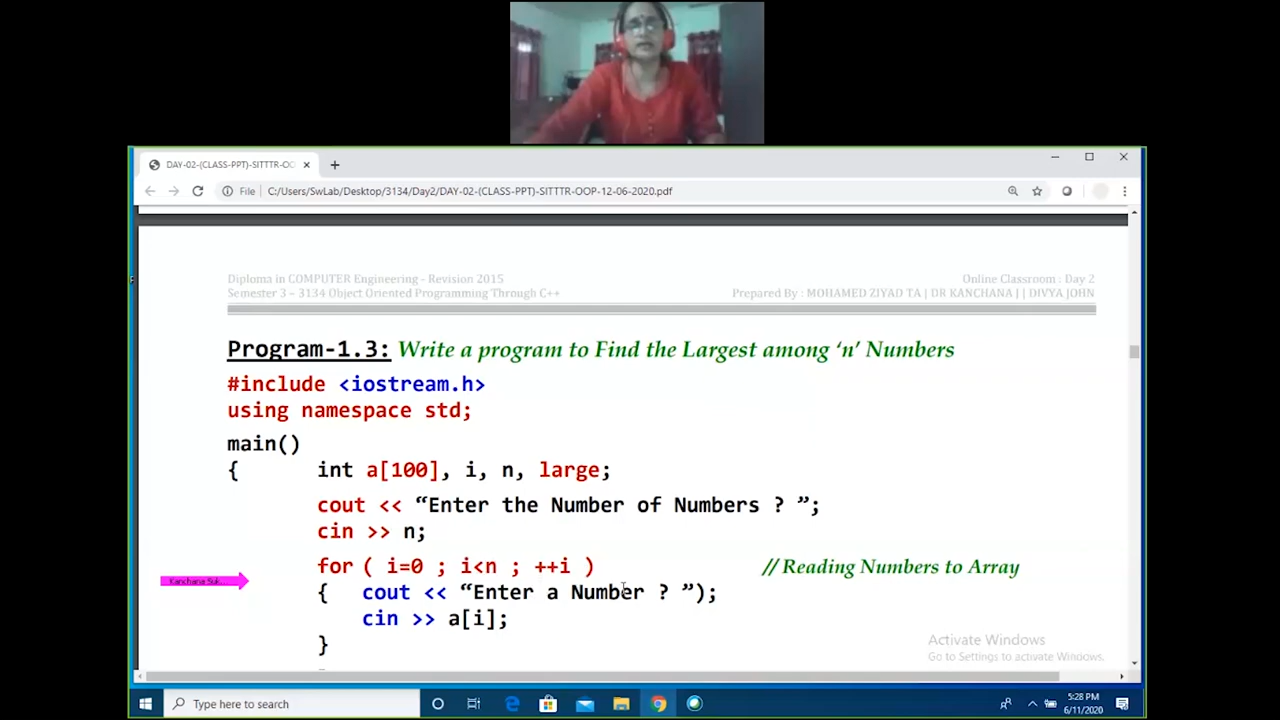 DAY-02-(CLASS-PPT)-SITTTR-OO
File C:/Users/SwLab/Desktop/3134/Day2/DAY-02-(CLASS-PPT)-SITTTR-OOP-12-06-2020.pdf
Diploma in COMPUTER Engineering - Revision 2015 Online Classroom : Day 2
Semester 3 – 3134 Object Oriented Programming Through C++ Prepared By : MOHAMED ZIYAD TA | DR KANCHANA | | DIVYA JOHN
Program-1.3: Write a program to Find the Largest among ‘n’ Numbers
#include <iostream.h>
using namespace std;
main()
{ int a[100], i, n, large;
cout << “Enter the Number of Numbers ? ”;
cin >> n;
for ( i=0 ; i<n ; ++i ) // Reading Numbers to Array
Kanchana Suk...
{ cout << “Enter a Number ? ”);
cin >> a[i];
}
Activate Windows
Go to Settings to activate Windows.
Type here to search
5:28 PM
6/11/2020